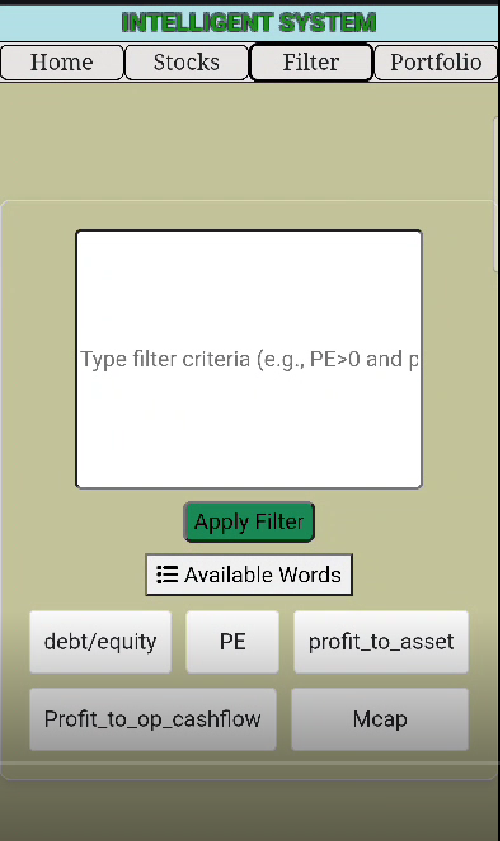 INTELLIGENT SYSTEM
Home Stocks Filter Portfolio
Type filter criteria (e.g., PE>0 and p
Apply Filter
Available Words
debt/equity PE profit_to_asset
Profit_to_op_cashflow Mcap